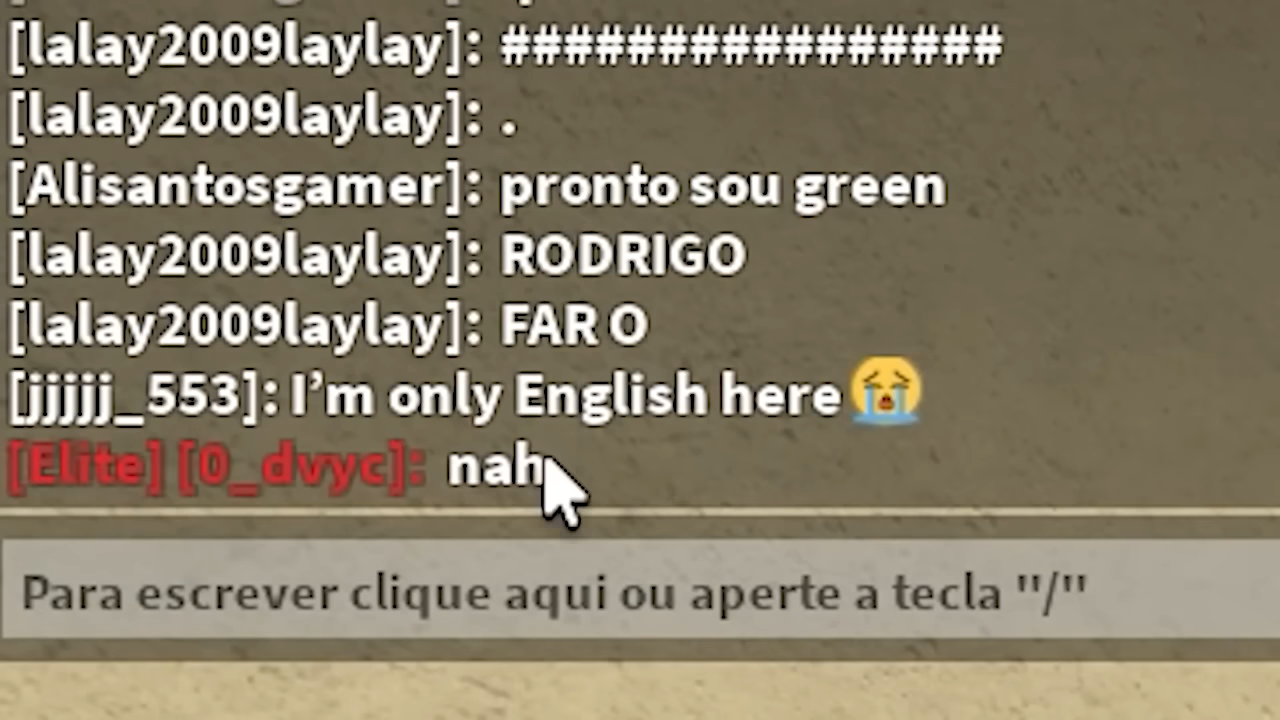 [lalay2009laylay]: ################
[lalay2009laylay]: .
[Alisantosgamer]: pronto sou green
[lalay2009laylay]: RODRIGO
[lalay2009laylay]: FAR O
[jjjjjj_553]: I’m only English here😭
[Elite] [0_dvyc]: nah
Para escrever clique aqui ou aperte a tecla "/"